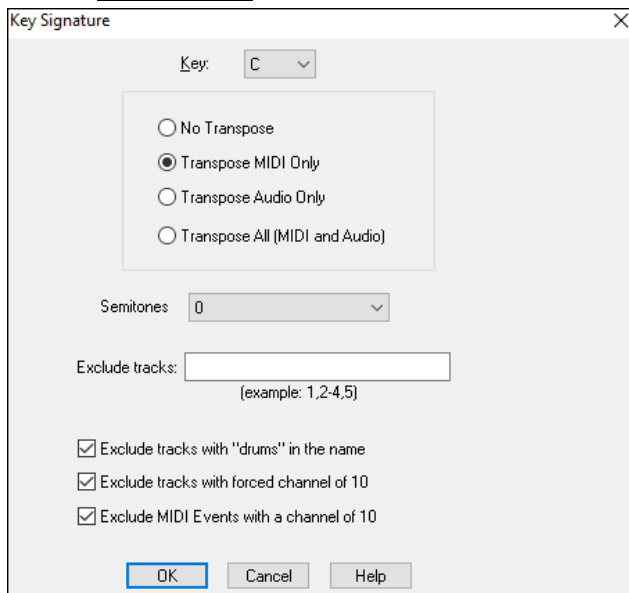 Key Signature
Key: C
No Transpose
Transpose MIDI Only
Transpose Audio Only
Transpose All (MIDI and Audio)
Semitones 0
Exclude tracks:
(example: 1,2-4,5)
Exclude tracks with "drums" in the name
Exclude tracks with forced channel of 10
Exclude MIDI Events with a channel of 10
OK Cancel Help